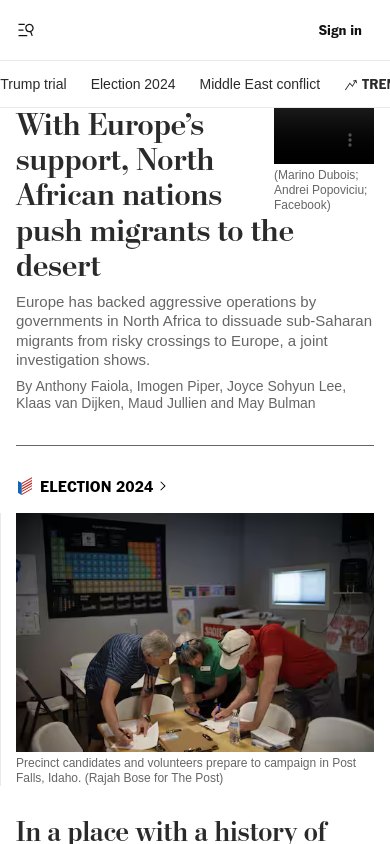 Sign in
Trump trial
Election 2024
Middle East conflict
TREN
With Europe's
support, North
African nations
push migrants to the
desert
(Marino Dubois;
Andrei Popoviciu;
Facebook)
Europe has backed aggressive operations by
governments in North Africa to dissuade sub-Saharan
migrants from risky crossings to Europe, a joint
investigation shows.
By Anthony Faiola, Imogen Piper, Joyce Sohyun Lee,
Klaas van Dijken, Maud Jullien and May Bulman
ELECTION 2024
Precinct candidates and volunteers prepare to campaign in Post
Falls, Idaho. (Rajah Bose for The Post)
In a place with a history of